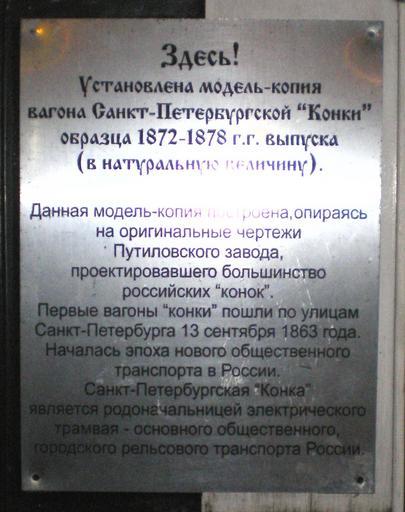 Здесь!
Установлена модель-копия
вагона Санкт-Петербургской "Конки"
образца 1872-1878 г.г. выпуска
(в натуральную величину).
Данная модель-копия построена,опираясь
на оригинальные чертежи
Путиловского завода,
проектировавшего большинство
российских "конок".
Первые вагоны "конки" пошли по улицам
Санкт-Петербурга 13 сентября 1863 года.
Началась эпоха нового общественного
транспорта в России.
Санкт-Петербургская "Конка"
является родоначальницей электрического
трамвая - основного общественного,
городского рельсового транспорта России.